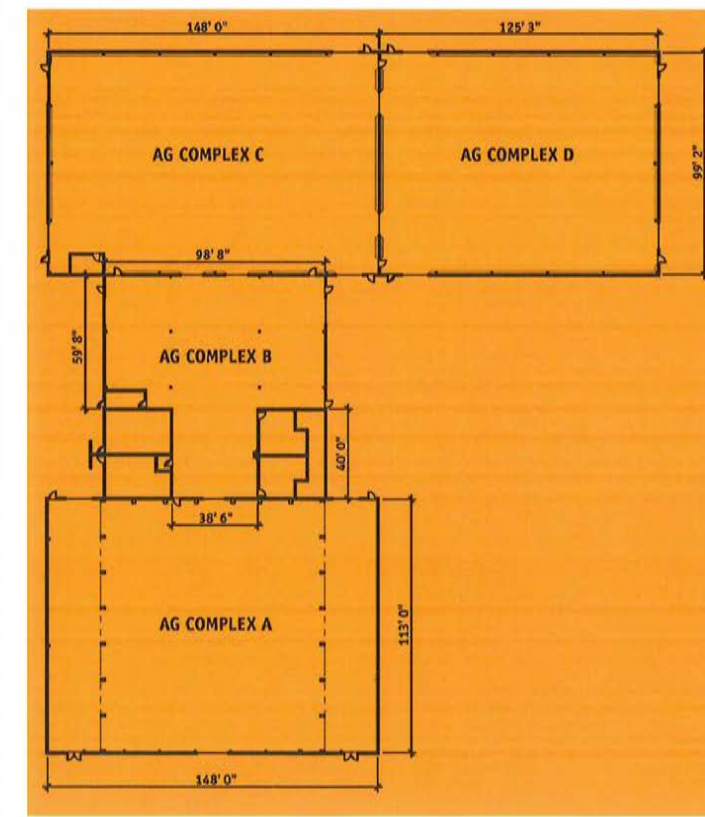 148' 0"
125' 3"
AG COMPLEX C
AG COMPLEX D
99' 2"
98' 8"
59' 8"
AG COMPLEX B
40' 0"
38' 6"
AG COMPLEX A
113' 0"
148' 0"